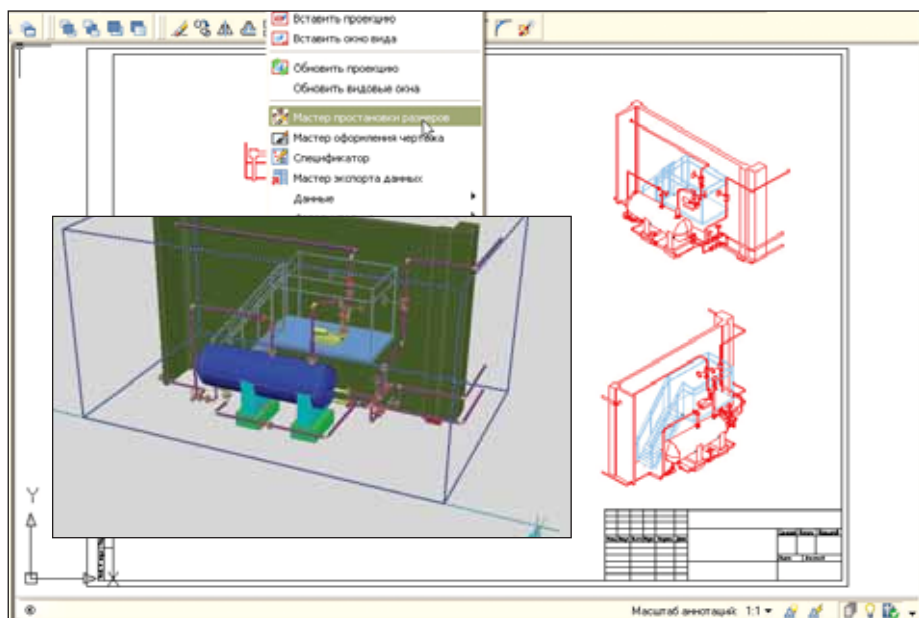 Вставить проекцию
Вставить окно вида
Обновить проекцию
Обновить видовые окна
Мастер простановки размеров
Мастер оформления чертежа
Спецификатор
Мастер экспорта данных
Данные
Y
X
Масштаб аннотаций: 1:1